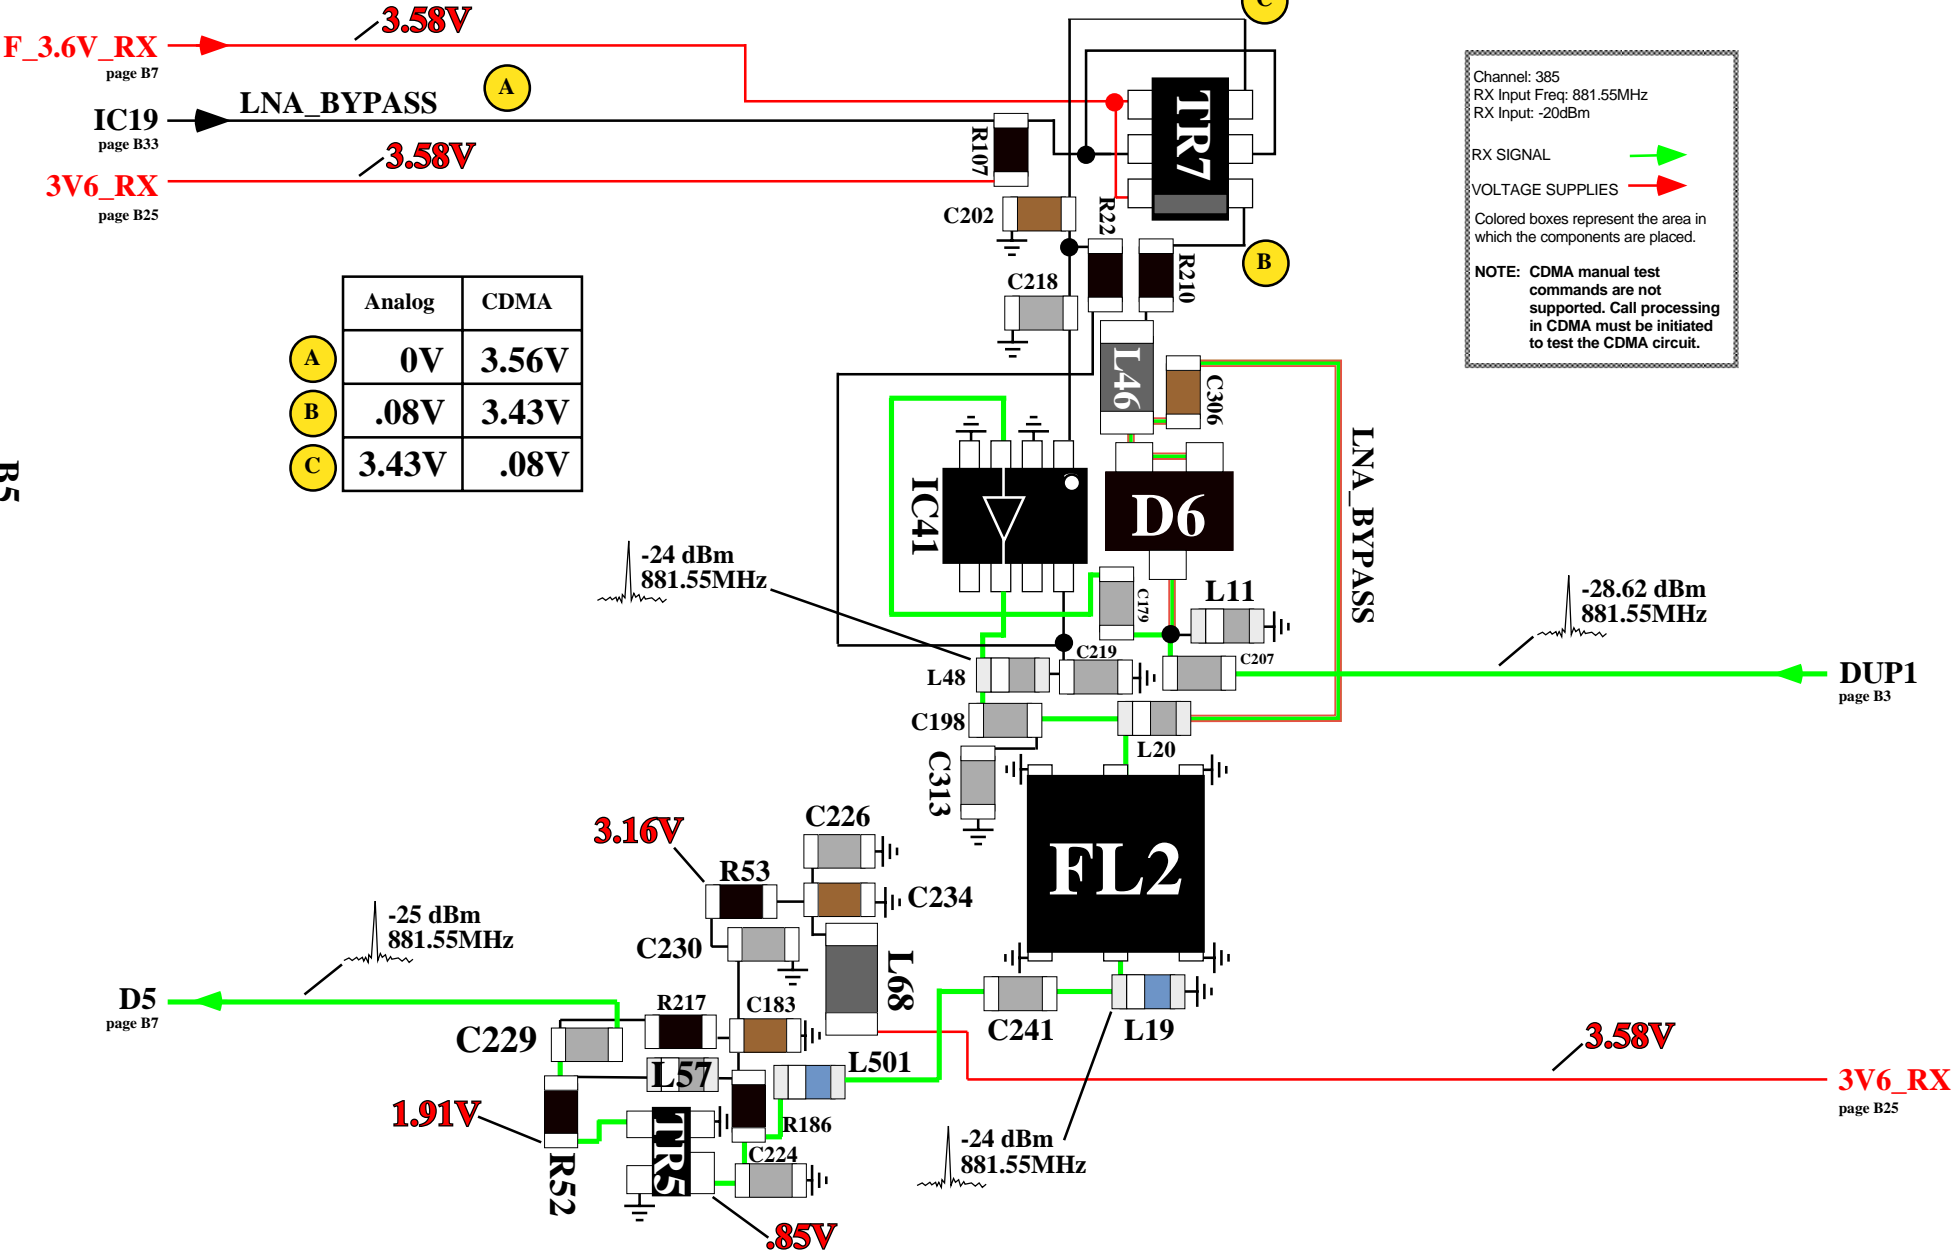 3.58V
C
F_3.6V_RX
page B7
LNA_BYPASS
A
IC19
page B33
3.58V
3V6_RX
page B25
R107
TR7
C202
R22
R210
B
C218
Channel: 385
RX Input Freq: 881.55MHz
RX Input: -20dBm
RX SIGNAL
VOLTAGE SUPPLIES
Colored boxes represent the area in
which the components are placed.
NOTE: CDMA manual test
commands are not
supported. Call processing
in CDMA must be initiated
to test the CDMA circuit.
Analog CDMA
A 0V 3.56V
B .08V 3.43V
C 3.43V .08V
B5
L46
C306
LNA_BYPASS
IC41
D6
-24 dBm
881.55MHz
C179
L11
-28.62 dBm
881.55MHz
L48
C219
C207
DUP1
page B3
C198
L20
C313
FL2
3.16V
C226
R53
C234
C230
L68
-25 dBm
881.55MHz
D5
page B7
R217
C183
C229
C241
L19
L57
L501
3.58V
3V6_RX
page B25
1.91V
R186
TR5
R52
C224
-24 dBm
881.55MHz
.85V